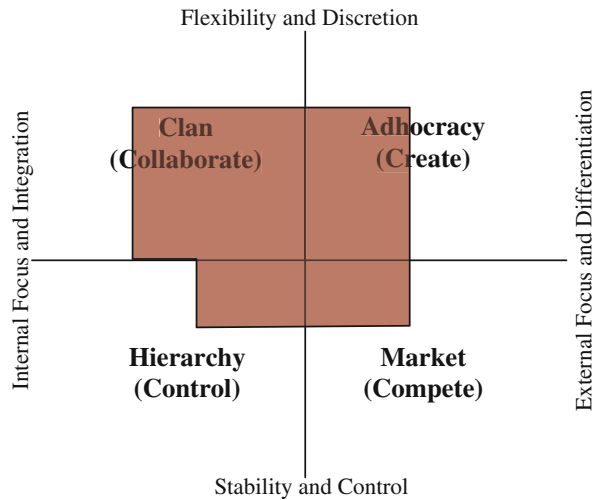 Flexibility and Discretion
Internal Focus and Integration
External Focus and Differentiation
Clan
(Collaborate)
Adhocracy
(Create)
Hierarchy
(Control)
Market
(Compete)
Stability and Control